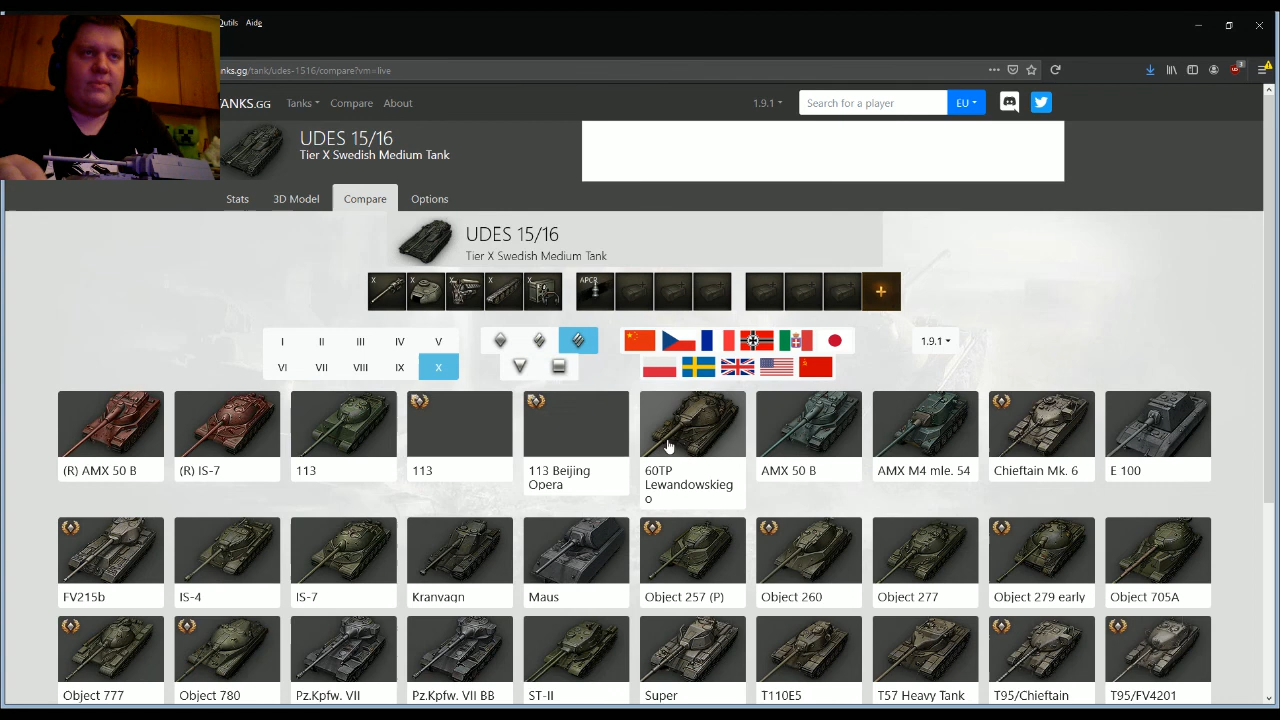 Outils Aide
nks.gg/tank/udes-1516/compare?vm=live
TANKS.GG Tanks Compare About 1.9.1 Search for a player EU
UDES 15/16
Tier X Swedish Medium Tank
Stats 3D Model Compare Options
UDES 15/16
Tier X Swedish Medium Tank
X X X X X APCR +
I II III IV V
VI VII VIII IX X
1.9.1
(R) AMX 50 B (R) IS-7 113 113 113 Beijing Opera 60TP Lewandowskiego AMX 50 B AMX M4 mle. 54 Chieftain Mk. 6 E 100
FV215b IS-4 IS-7 Kranvagn Maus Object 257 (P) Object 260 Object 277 Object 279 early Object 705A
Object 777 Object 780 Pz.Kpfw. VII Pz.Kpfw. VII BB ST-II Super T110E5 T57 Heavy Tank T95/Chieftain T95/FV4201